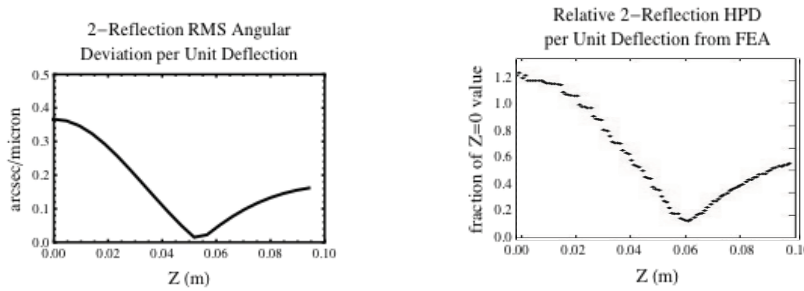 2−Reflection RMS Angular
Deviation per Unit Deflection
arcsec/micron
0.5
0.4
0.3
0.2
0.1
0.0
0.00 0.02 0.04 0.06 0.08 0.10
Z (m)
Relative 2−Reflection HPD
per Unit Deflection from FEA
fraction of Z=0 value
1.2
1.0
0.8
0.6
0.4
0.2
0.0
0.00 0.02 0.04 0.06 0.08 0.10
Z (m)